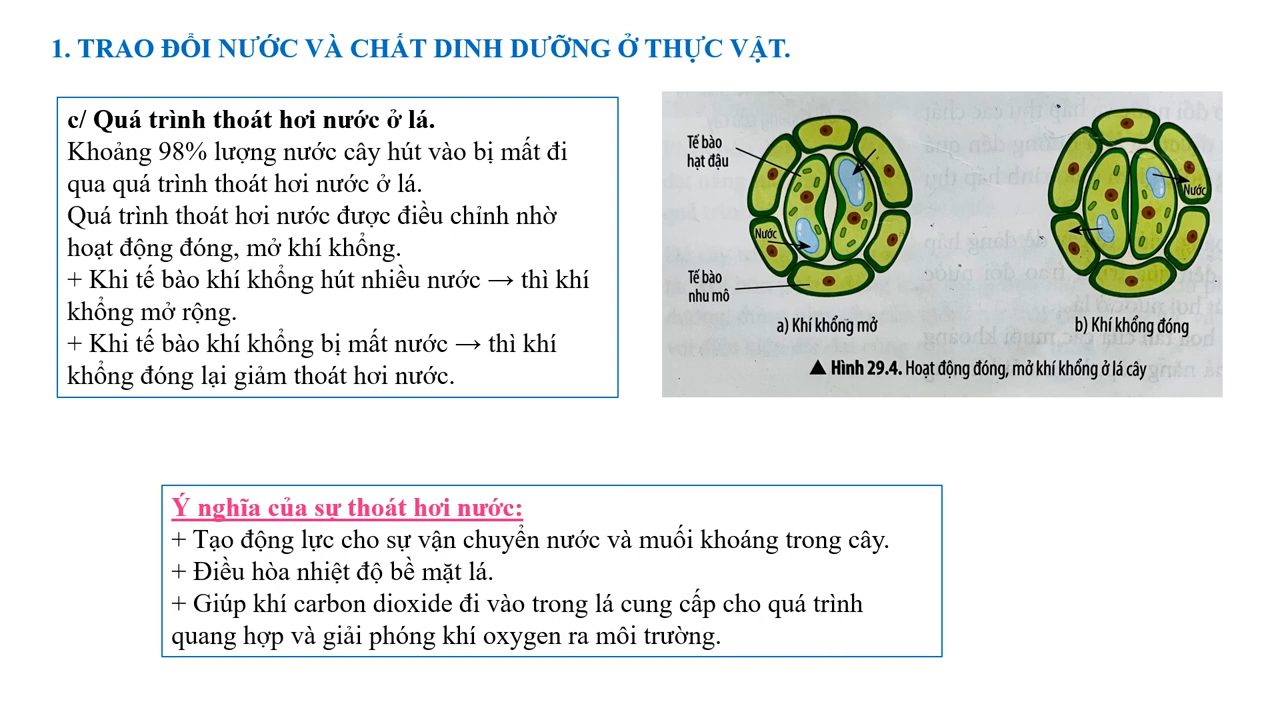 1. TRAO ĐỔI NƯỚC VÀ CHẤT DINH DƯỠNG Ở THỰC VẬT.
c/ Quá trình thoát hơi nước ở lá.
Khoảng 98% lượng nước cây hút vào bị mất đi
qua quá trình thoát hơi nước ở lá.
Quá trình thoát hơi nước được điều chỉnh nhờ
hoạt động đóng, mở khí khổng.
+ Khi tế bào khí khổng hút nhiều nước → thì khí
khổng mở rộng.
+ Khi tế bào khí khổng bị mất nước → thì khí
khổng đóng lại giảm thoát hơi nước.
Tế bào
hạt đậu
Nước
Tế bào
nhu mô
Nước
a) Khí khổng mở
b) Khí khổng đóng
▲ Hình 29.4. Hoạt động đóng, mở khí khổng ở lá cây
Ý nghĩa của sự thoát hơi nước:
+ Tạo động lực cho sự vận chuyển nước và muối khoáng trong cây.
+ Điều hòa nhiệt độ bề mặt lá.
+ Giúp khí carbon dioxide đi vào trong lá cung cấp cho quá trình
quang hợp và giải phóng khí oxygen ra môi trường.